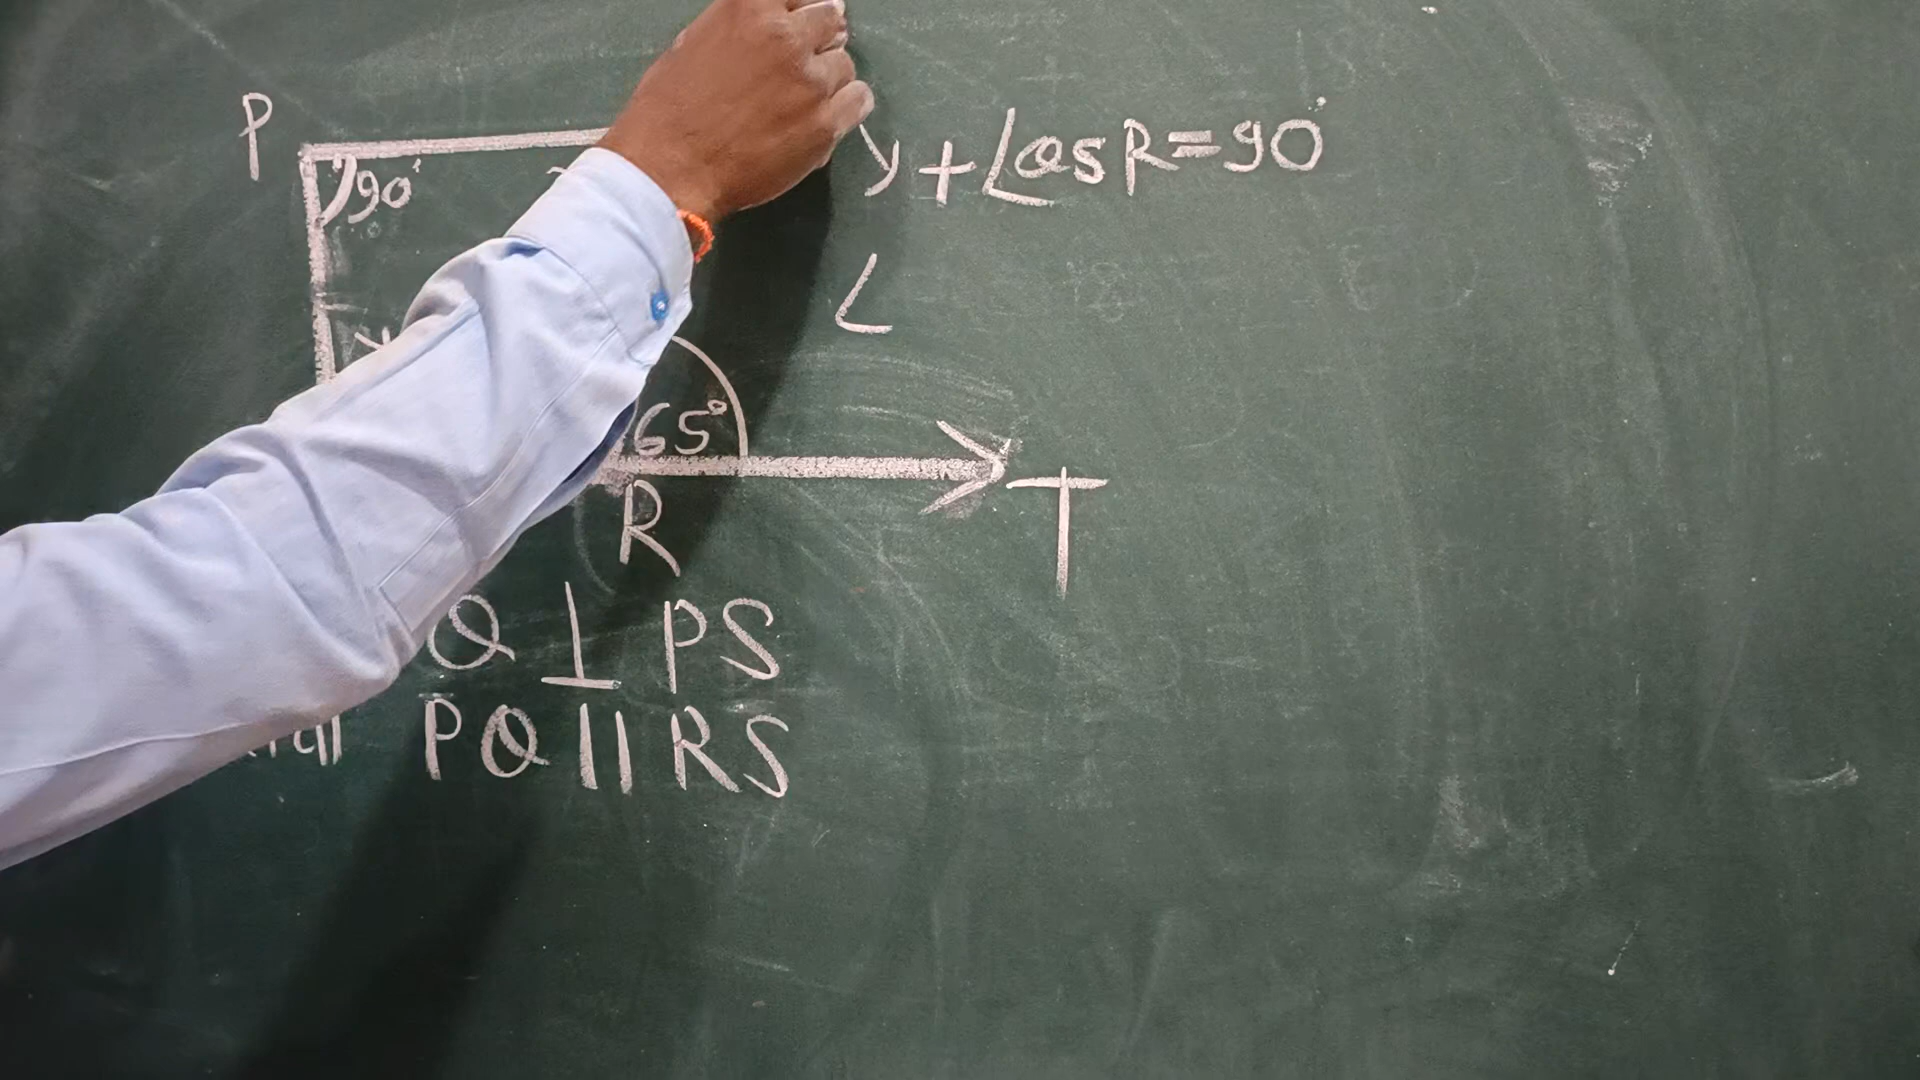 P
90°
y + ∠QSR = 90°
∠
y
65°
R
T
Q ⊥ PS
PQ || RS